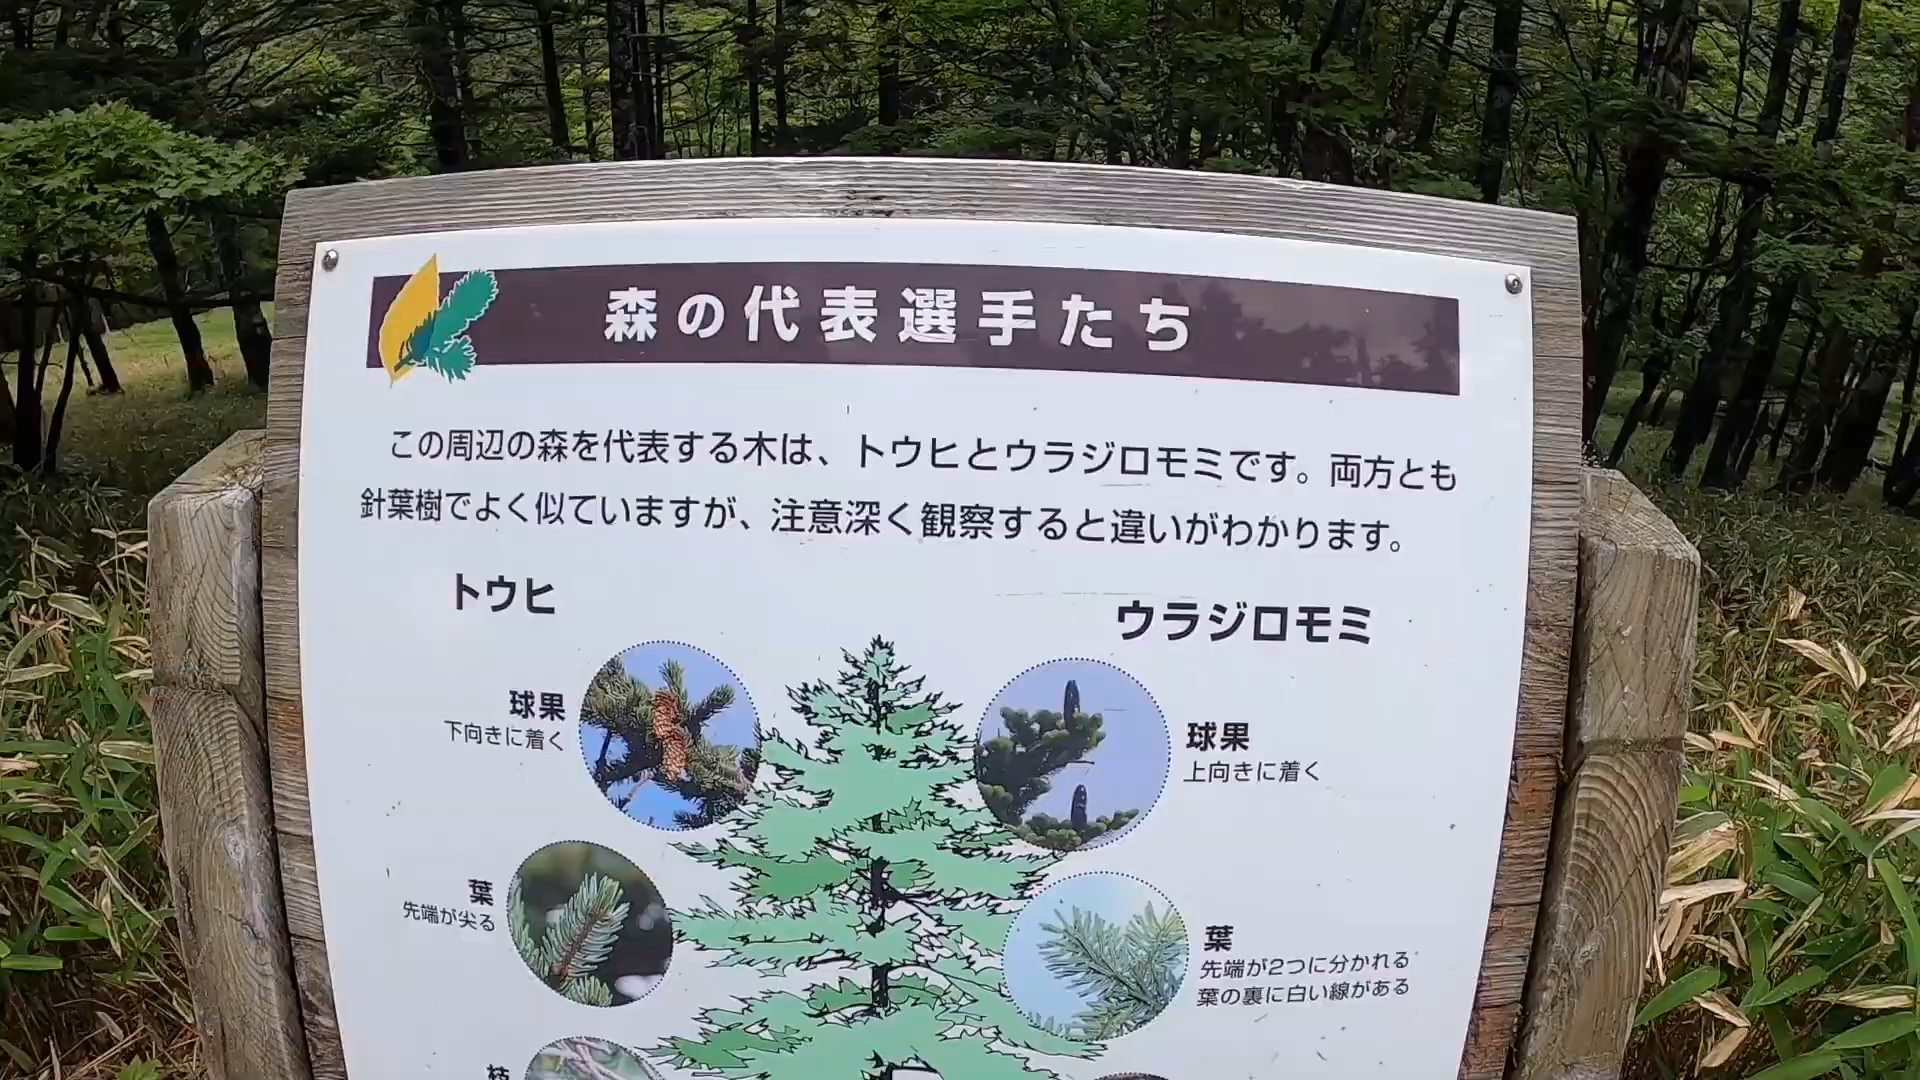 森の代表選手たち
この周辺の森を代表する木は、トウヒとウラジロモミです。両方とも
針葉樹でよく似ていますが、注意深く観察すると違いがわかります。
トウヒ
ウラジロモミ
球果
下向きに着く
球果
上向きに着く
葉
先端が尖る
葉
先端が2つに分かれる
葉の裏に白い線がある
枝